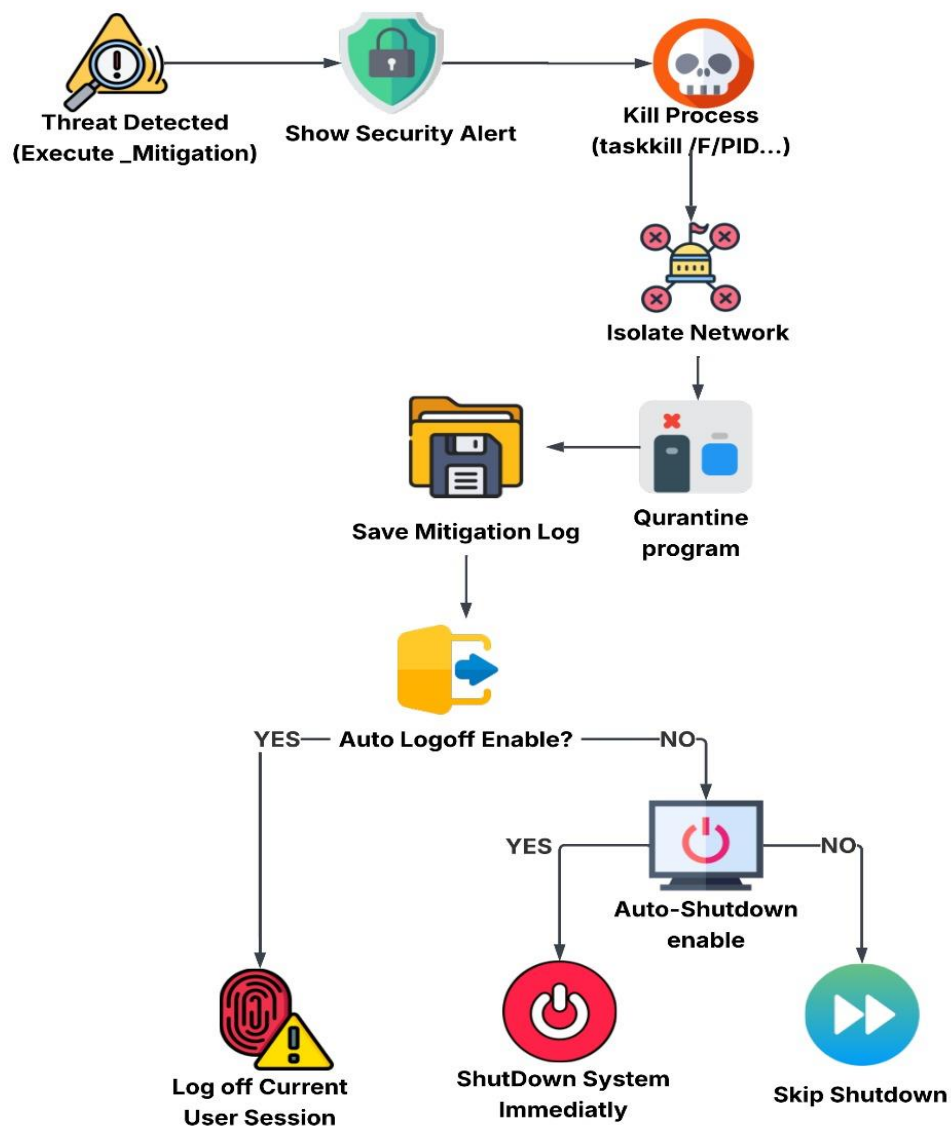 Threat Detected
(Execute _Mitigation)
Show Security Alert
Kill Process
(taskkill /F/PID...)
Isolate Network
Qurantine
program
Save Mitigation Log
Auto Logoff Enable?
YES
NO
Auto-Shutdown
enable
YES
NO
Log off Current
User Session
ShutDown System
Immediatly
Skip Shutdown